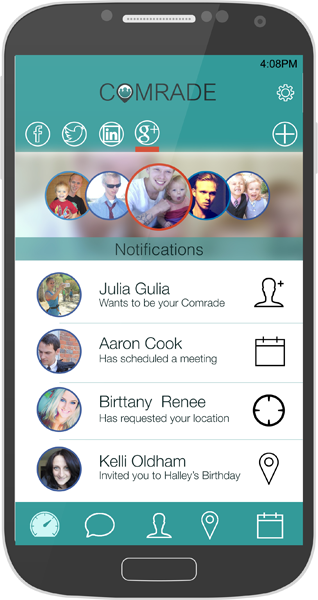 4:08PM
COMRADE
f in g+
Notifications
Julia Gulia
Wants to be your Comrade
Aaron Cook
Has scheduled a meeting
Birttany Renee
Has requested your location
Kelli Oldham
Invited you to Halley's Birthday